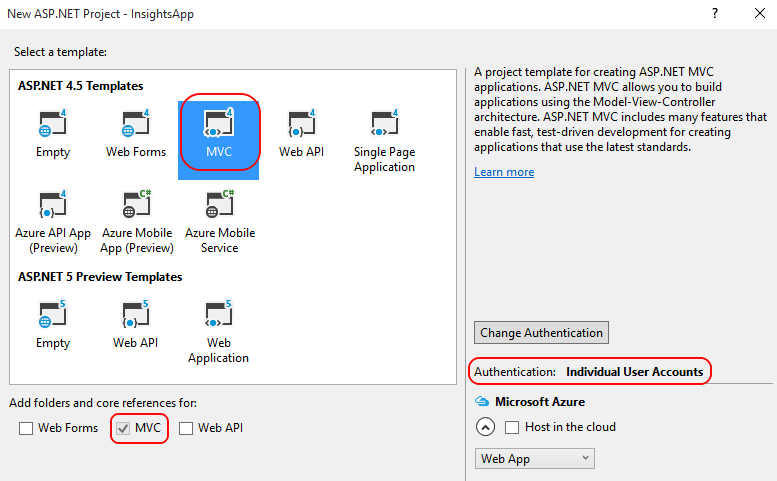 New ASP.NET Project - InsightsApp
?
Select a template:
ASP.NET 4.5 Templates
4
Empty
4
Web Forms
4
MVC
4
Web API
4
Single Page
Application
4
Azure API App
(Preview)
C#
Azure Mobile
App (Preview)
C#
Azure Mobile
Service
ASP.NET 5 Preview Templates
5
Empty
5
Web API
5
Web
Application
A project template for creating ASP.NET MVC
applications. ASP.NET MVC allows you to build
applications using the Model-View-Controller
architecture. ASP.NET MVC includes many features that
enable fast, test-driven development for creating
applications that use the latest standards.
Learn more
Change Authentication
Authentication: Individual User Accounts
Microsoft Azure
Host in the cloud
Web App
Add folders and core references for:
Web Forms MVC Web API